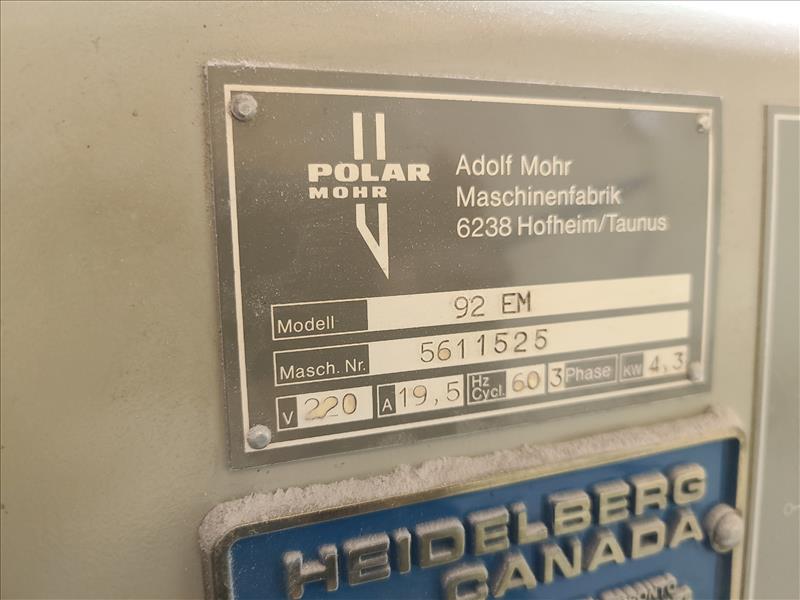 POLAR
MOHR
Adolf Mohr
Maschinenfabrik
6238 Hofheim/Taunus
Modell 92 EM
Masch. Nr. 5611525
V 220 A 19,5 Hz Cycl. 60 3 Phase KW 4,3
HEIDELBERG
CANADA